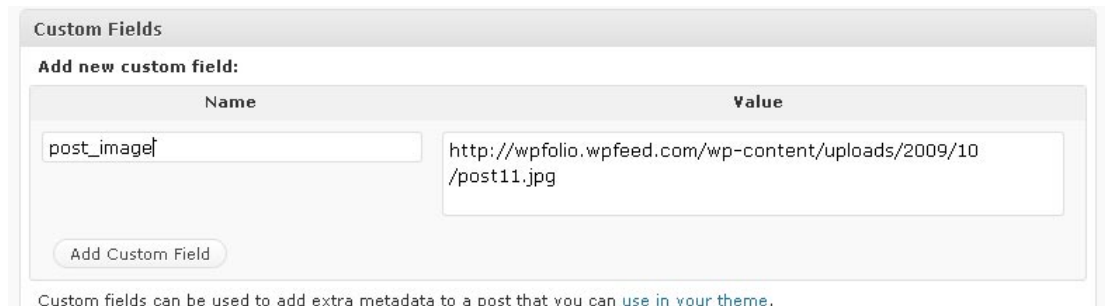 Custom Fields
Add new custom field:
Name Value
post_image
http://wpfolio.wpfeed.com/wp-content/uploads/2009/10
/post11.jpg
Add Custom Field
Custom fields can be used to add extra metadata to a post that you can use in your theme.